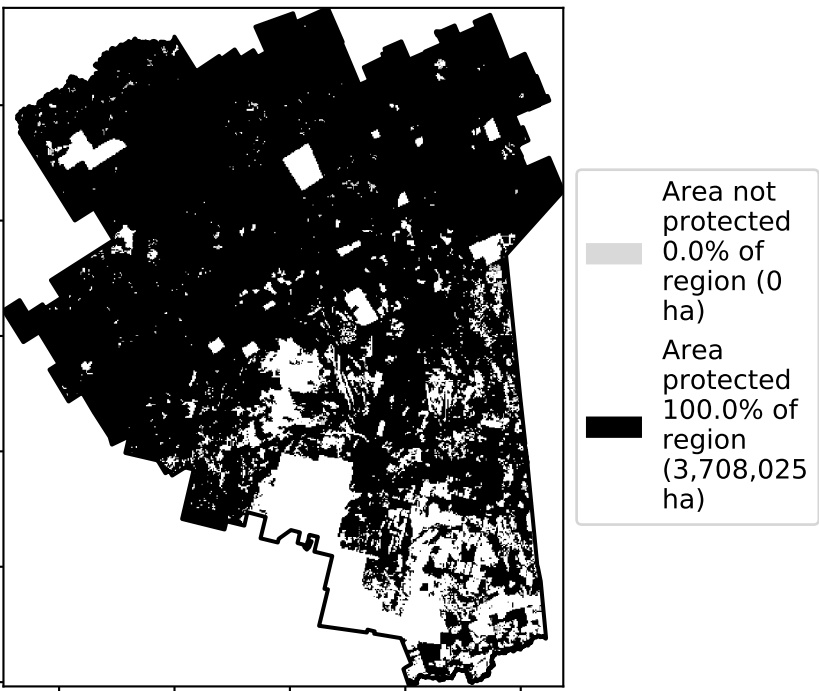 Area not
protected
0.0% of
region (0
ha)
Area
protected
100.0% of
region
(3,708,025
ha)